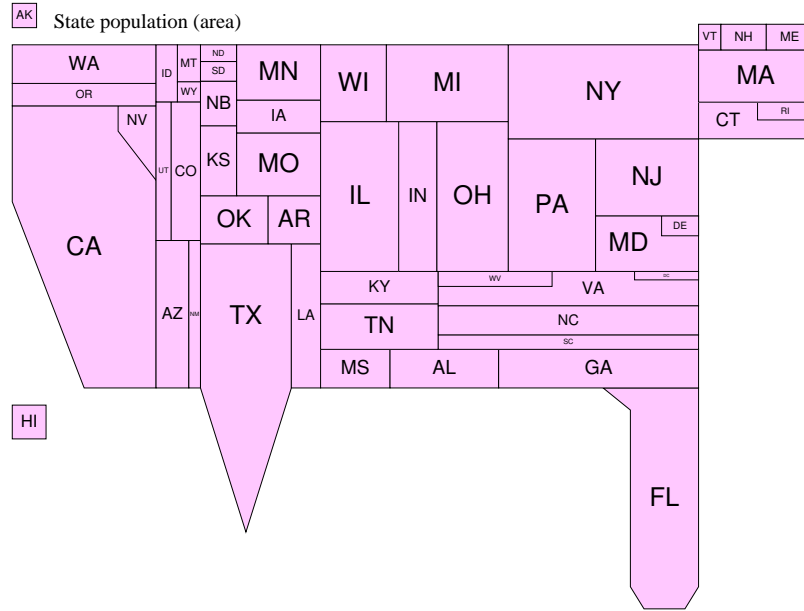 AK
State population (area)
VT NH ME
WA ID MT ND MN WI MI NY MA
SD
OR WY NB IA CT RI
NV KS MO
UT CO IL IN OH PA NJ
OK AR MD DE
CA AZ NM TX LA KY WV VA DC
TN NC
SC
MS AL GA
HI
FL